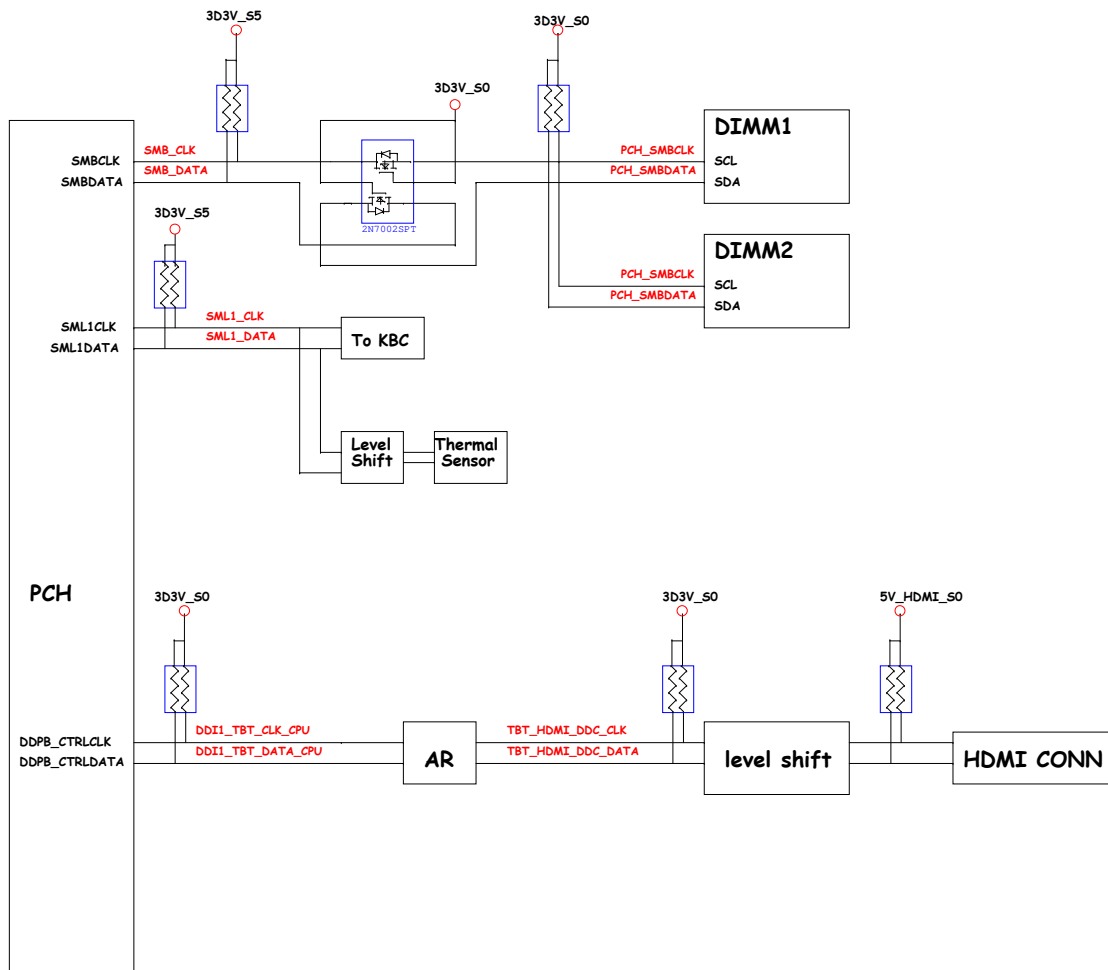 3D3V_S5
3D3V_S0
3D3V_S0
DIMM1
SMBCLK
SMB_CLK
PCH_SMBCLK
SCL
SMBDATA
SMB_DATA
PCH_SMBDATA
SDA
3D3V_S5
2N7002SPT
DIMM2
PCH_SMBCLK
SCL
PCH_SMBDATA
SDA
SML1CLK
SML1_CLK
SML1DATA
SML1_DATA
To KBC
Level
Shift
Thermal
Sensor
PCH
3D3V_S0
3D3V_S0
5V_HDMI_S0
DDPB_CTRLCLK
DDI1_TBT_CLK_CPU
TBT_HDMI_DDC_CLK
DDPB_CTRLDATA
DDI1_TBT_DATA_CPU
TBT_HDMI_DDC_DATA
AR
level shift
HDMI CONN